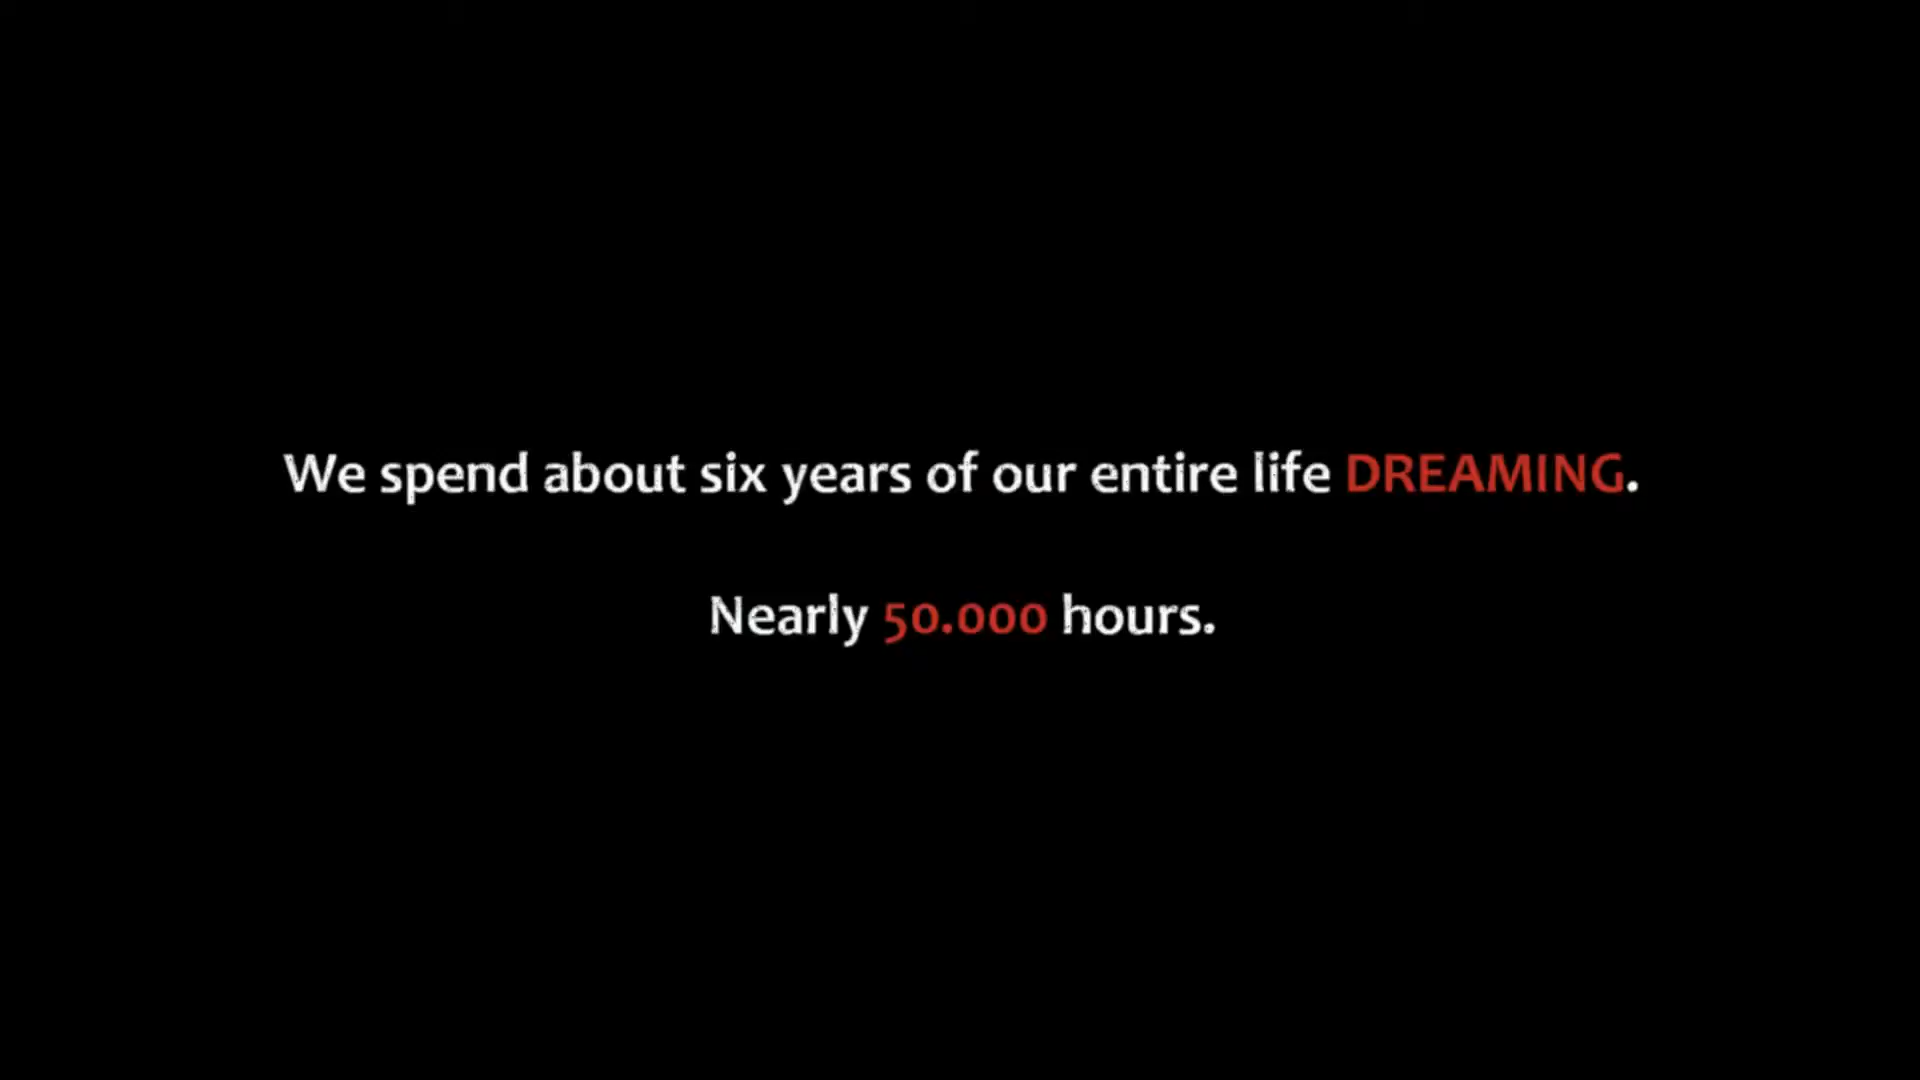 We spend about six years of our entire life DREAMING.
Nearly 50.000 hours.